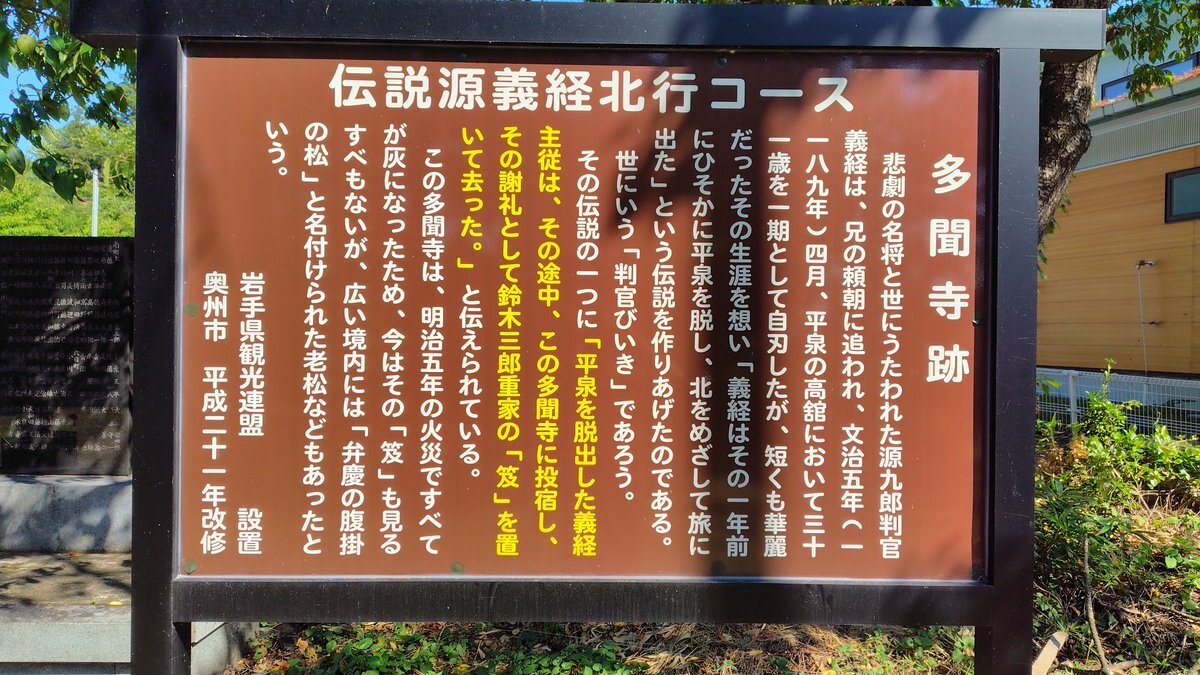 伝説源義経北行コース
多聞寺跡
悲劇の名将と世にうたわれた源九郎判官
義経は、兄の頼朝に追われ、文治五年（一
一八九年）四月、平泉の高舘において三十
一歳を一期として自刃したが、短くも華麗
だったその生涯を想い「義経はその一年前
にひそかに平泉を脱し、北をめざして旅に
出た」という伝説を作りあげたのである。
世にいう「判官びいき」であろう。
その伝説の一つに「平泉を脱出した義経
主従は、その途中、この多聞寺に投宿し、
その謝礼として鈴木三郎重家の「笈」を置
いて去った。」と伝えられている。
この多聞寺は、明治五年の火災ですべて
が灰になったため、今はその「笈」も見る
すべもないが、広い境内には「弁慶の腹掛
の松」と名付けられた老松などもあったと
いう。
岩手県観光連盟　設置
奥州市　平成二十一年改修